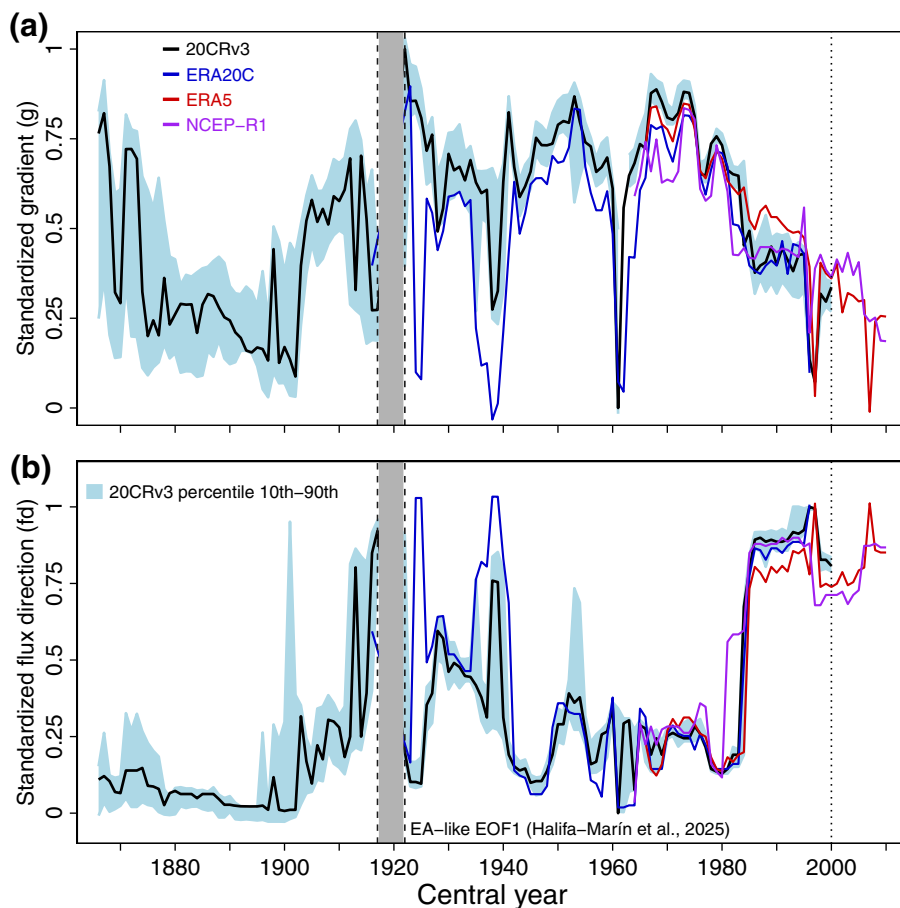 (a)
Standardized gradient (g)
1
0.75
0.5
0.25
0
20CRv3
ERA20C
ERA5
NCEP−R1
(b)
Standardized flux direction (fd)
1
0.75
0.5
0.25
0
20CRv3 percentile 10th−90th
EA−like EOF1 (Halifa−Marín et al., 2025)
1880 1900 1920 1940 1960 1980 2000
Central year